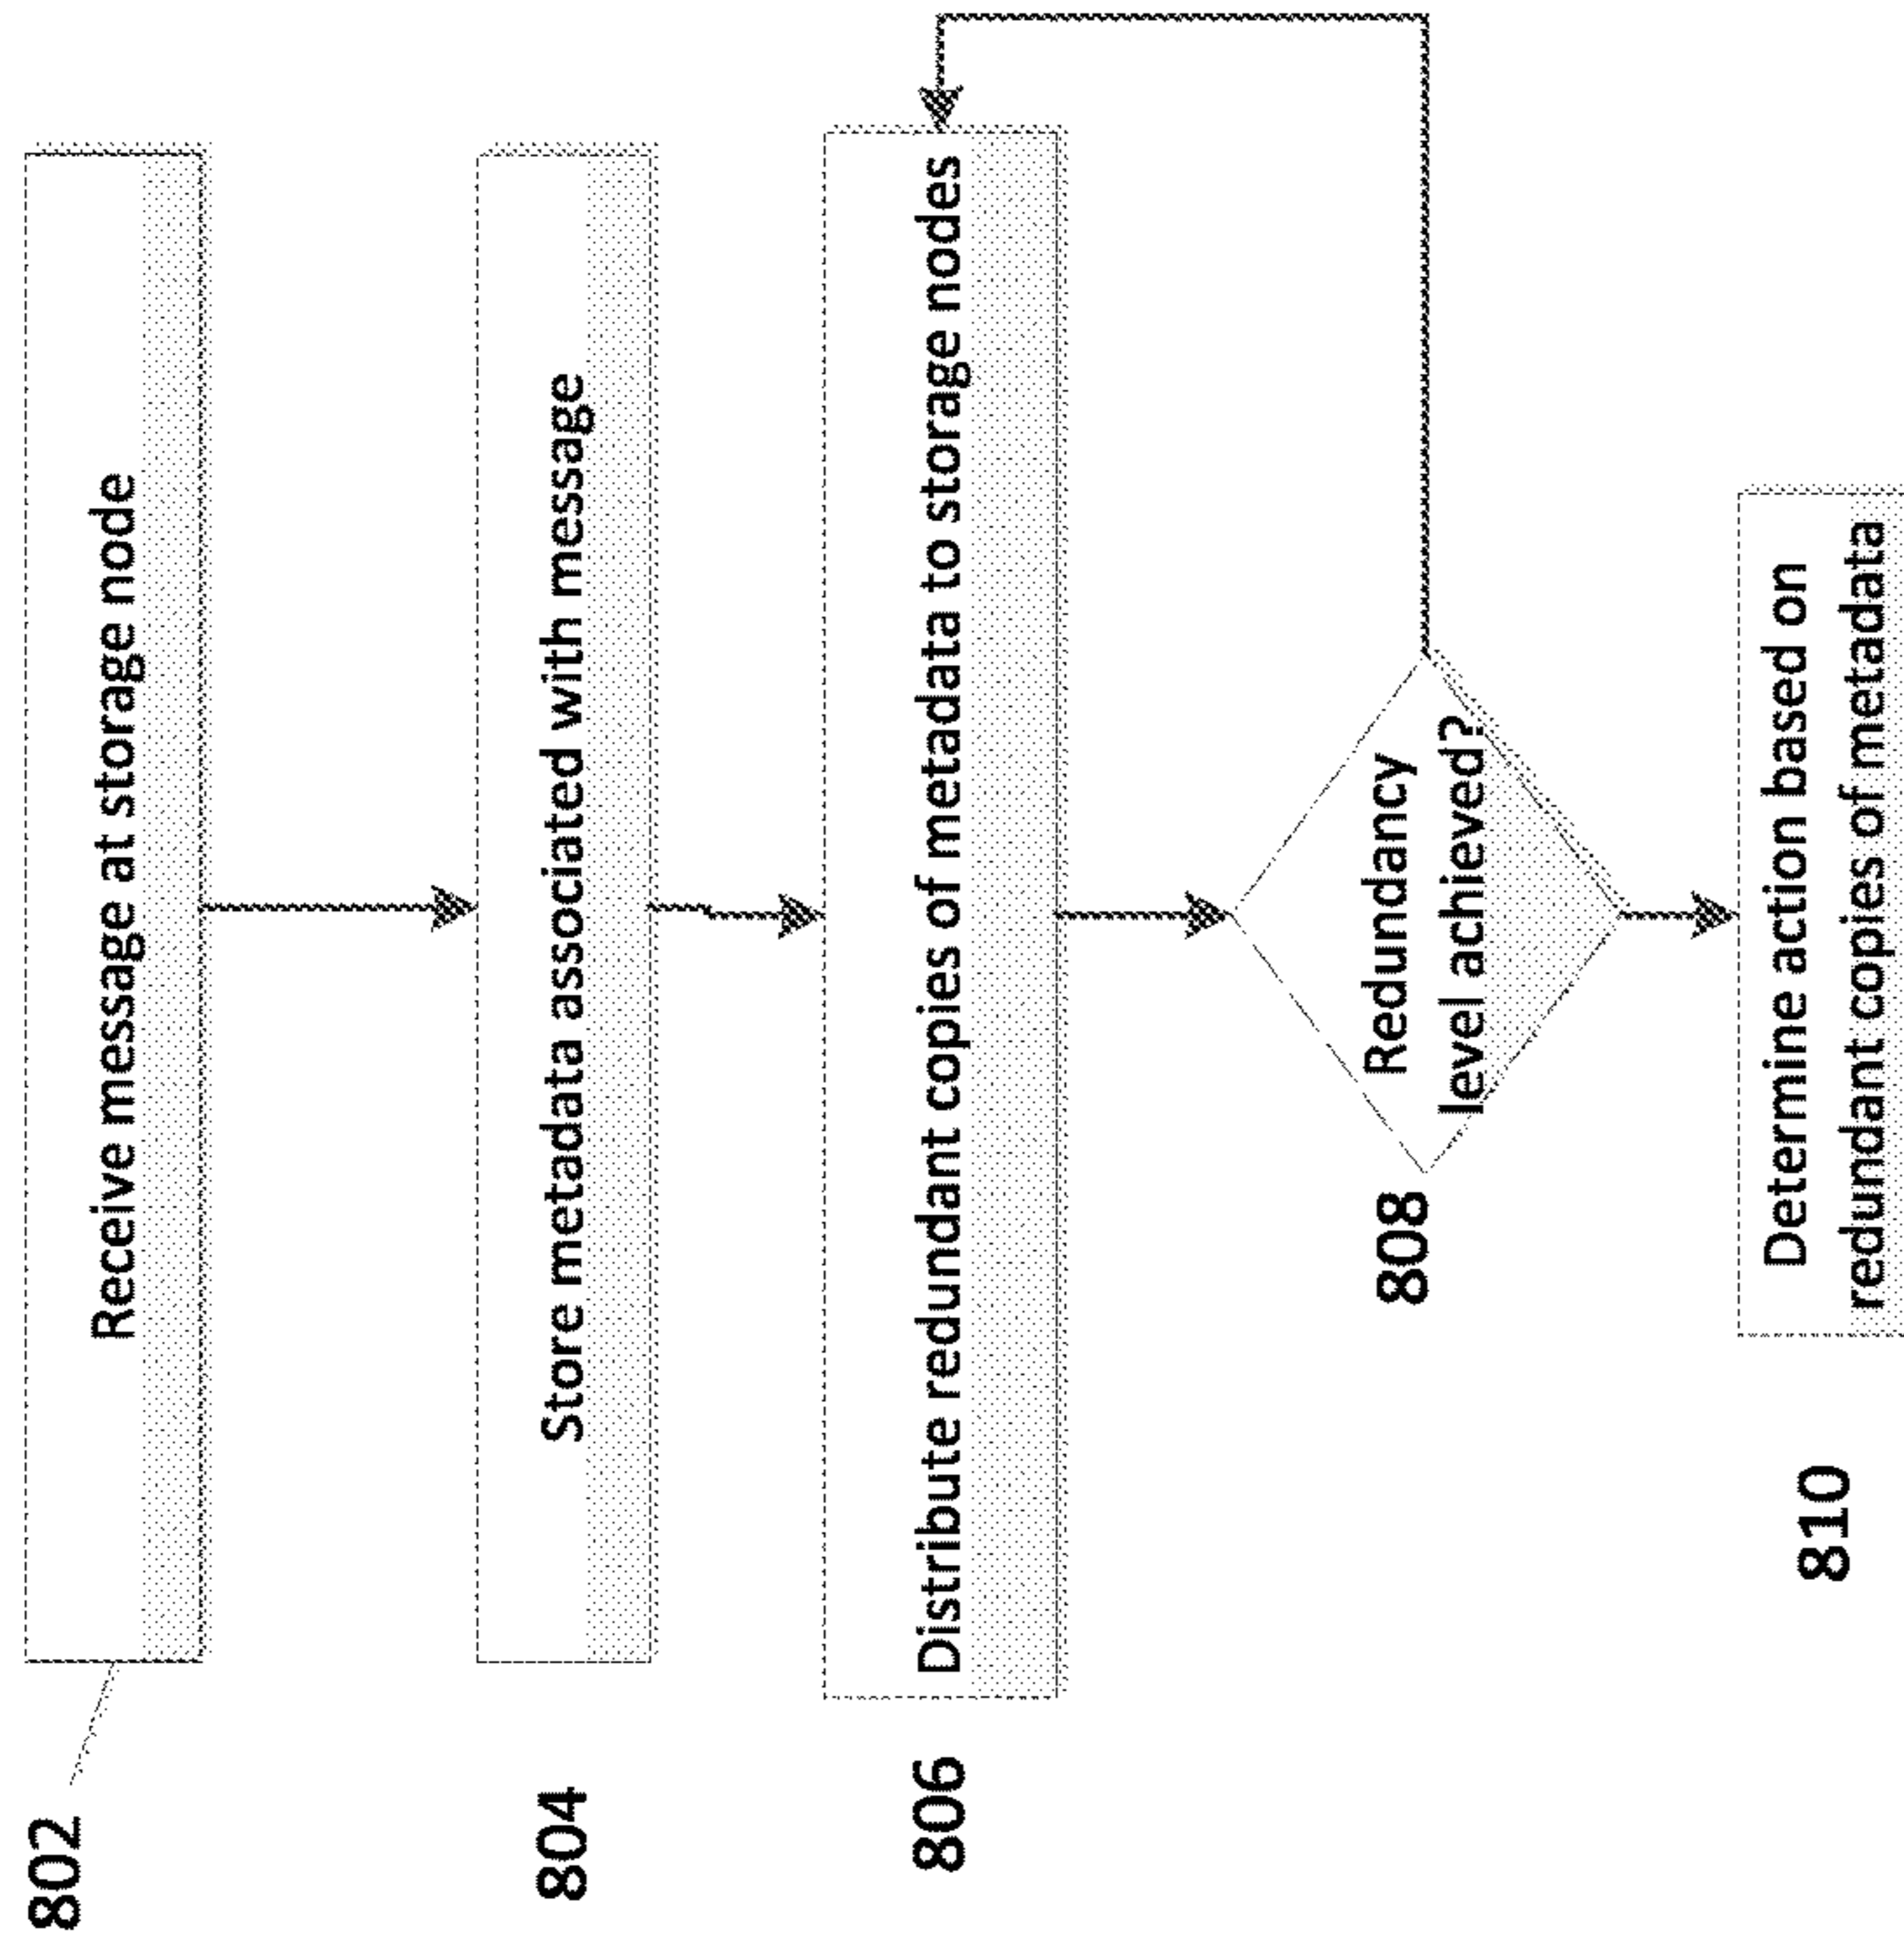 802
Receive message at storage node
804
Store metadata associated with message
806
Distribute redundant copies of metadata to storage nodes
808
Redundancy
level achieved?
810
Determine action based on
redundant copies of metadata